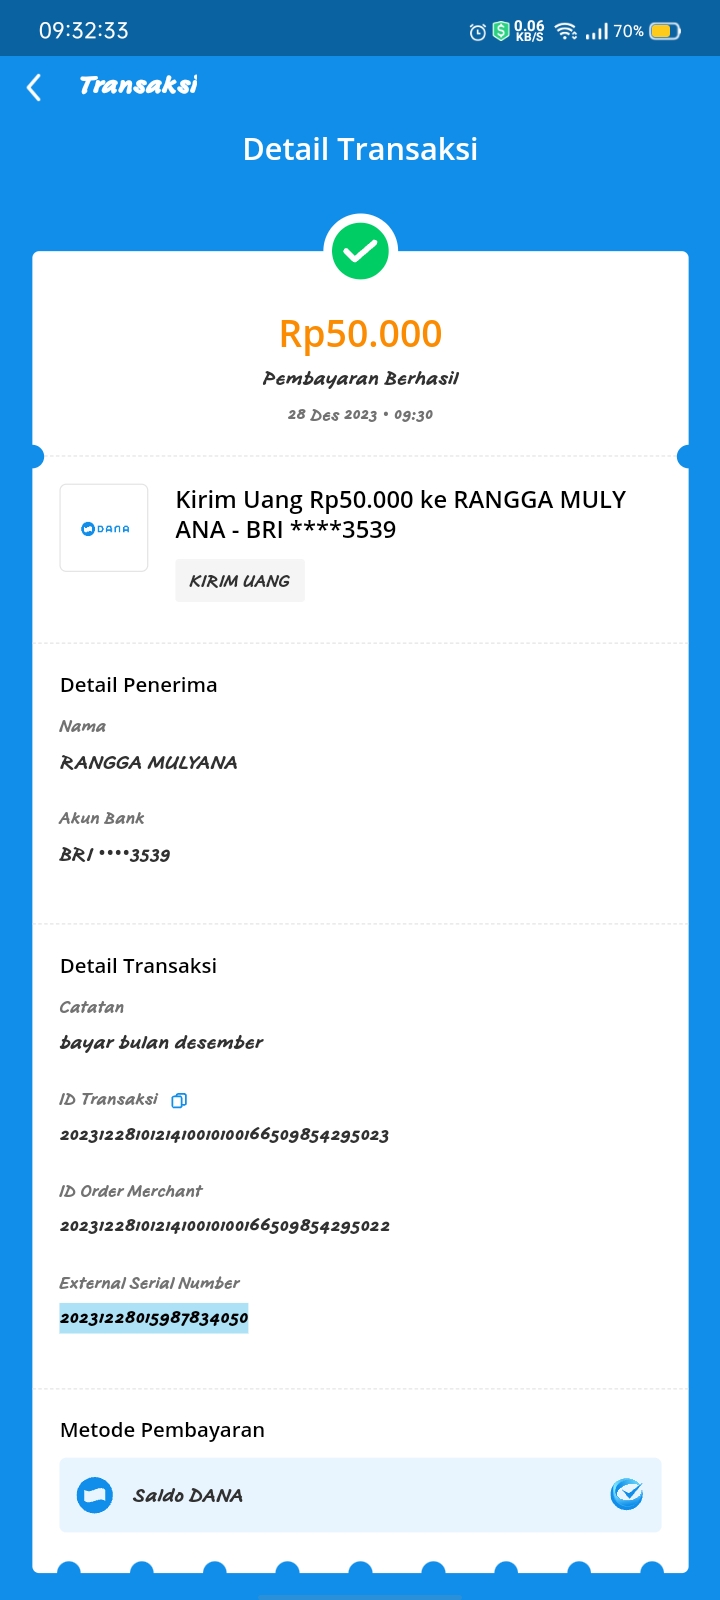 09:32:33
0.06
KB/S
70%
Transaksi
Detail Transaksi
Rp50.000
Pembayaran Berhasil
28 Des 2023 • 09:30
DANA
Kirim Uang Rp50.000 ke RANGGA MULY
ANA - BRI ****3539
KIRIM UANG
Detail Penerima
Nama
RANGGA MULYANA
Akun Bank
BRI ••••3539
Detail Transaksi
Catatan
bayar bulan desember
ID Transaksi
2023122810121410010100166509854295023
ID Order Merchant
2023122810121410010100166509854295022
External Serial Number
20231228015987834050
Metode Pembayaran
Saldo DANA